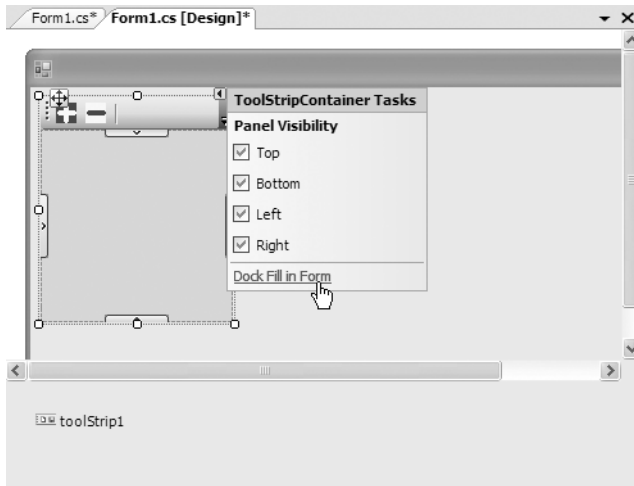 Form1.cs* Form1.cs [Design]*
ToolStripContainer Tasks
Panel Visibility
Top
Bottom
Left
Right
Dock Fill in Form
toolStrip1